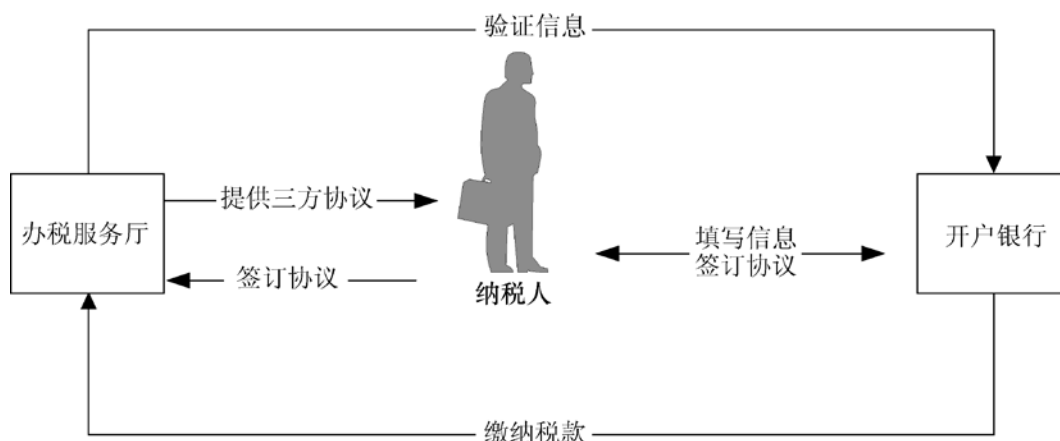 验证信息
提供三方协议
办税服务厅
填写信息
签订协议
开户银行
签订协议
纳税人
缴纳税款